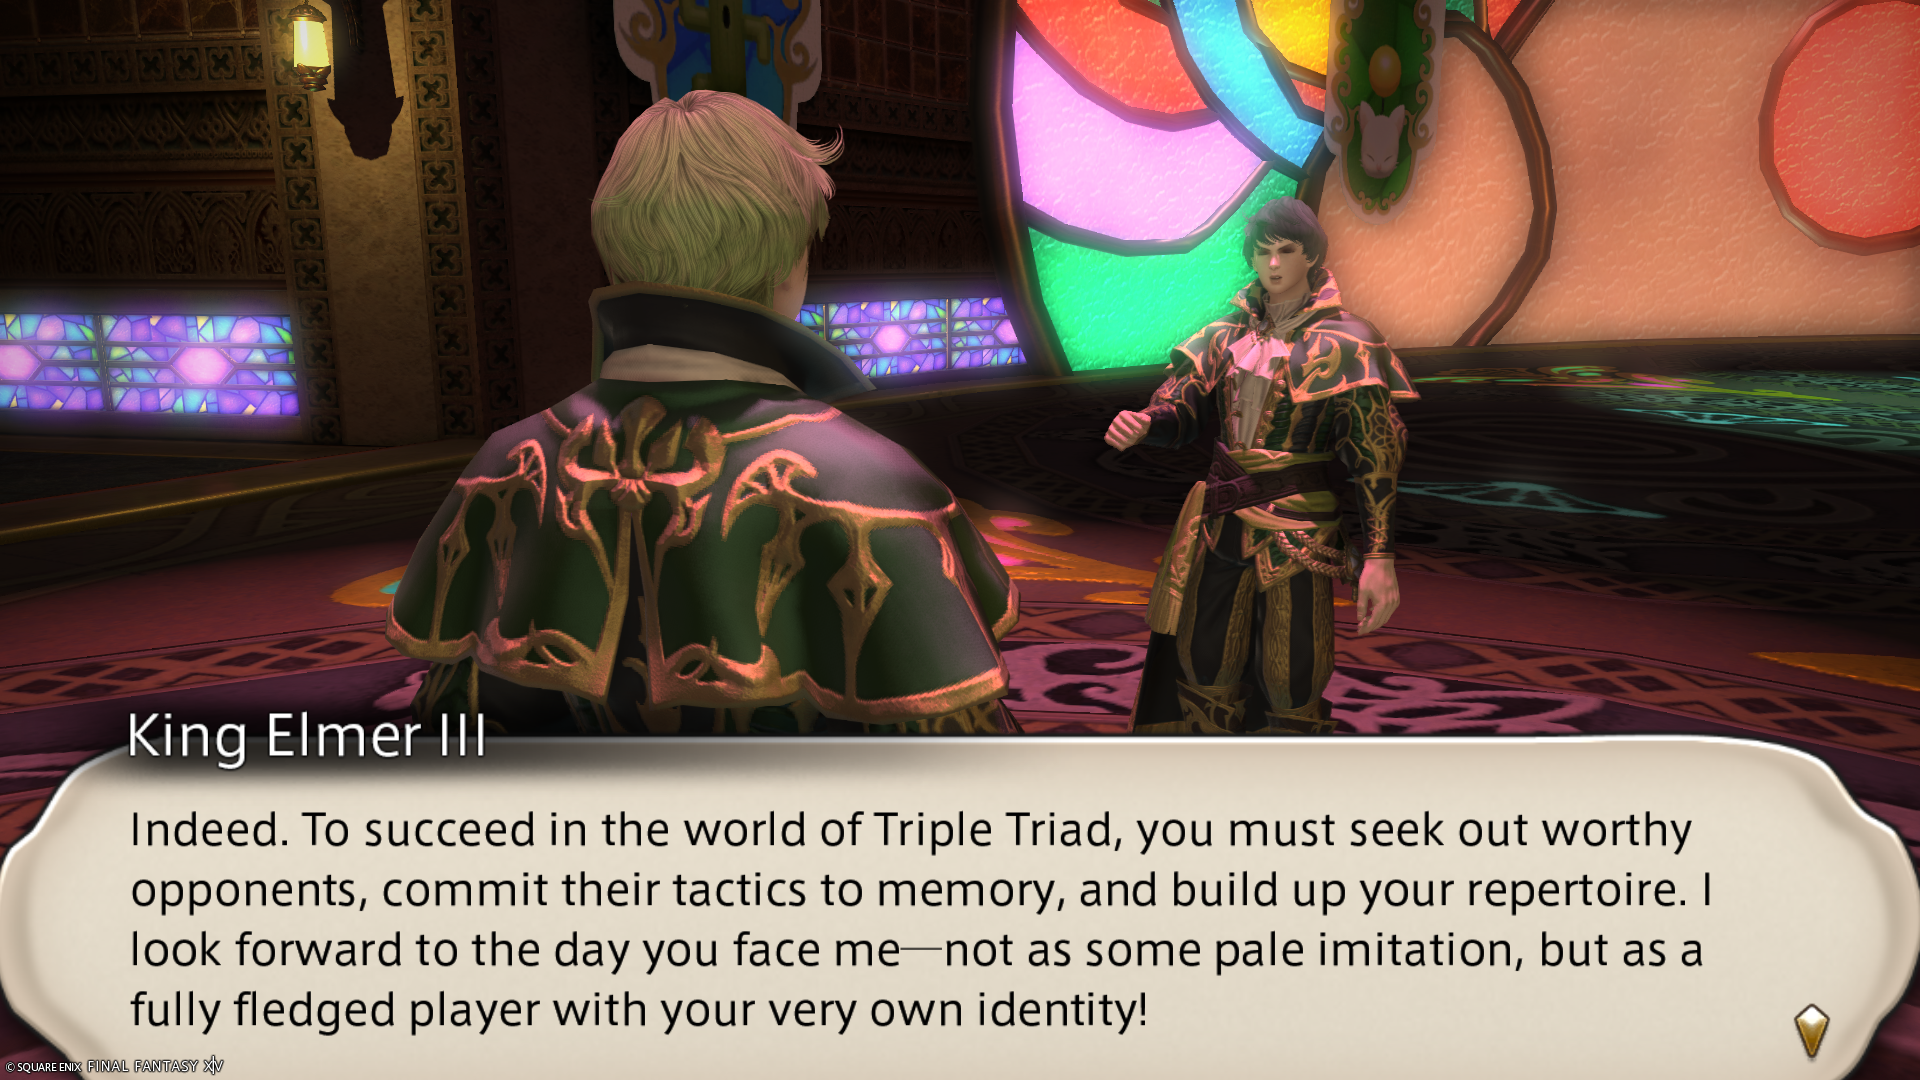 King Elmer III
Indeed. To succeed in the world of Triple Triad, you must seek out worthy
opponents, commit their tactics to memory, and build up your repertoire. I
look forward to the day you face me—not as some pale imitation, but as a
fully fledged player with your very own identity!
© SQUARE ENIX FINAL FANTASY XIV